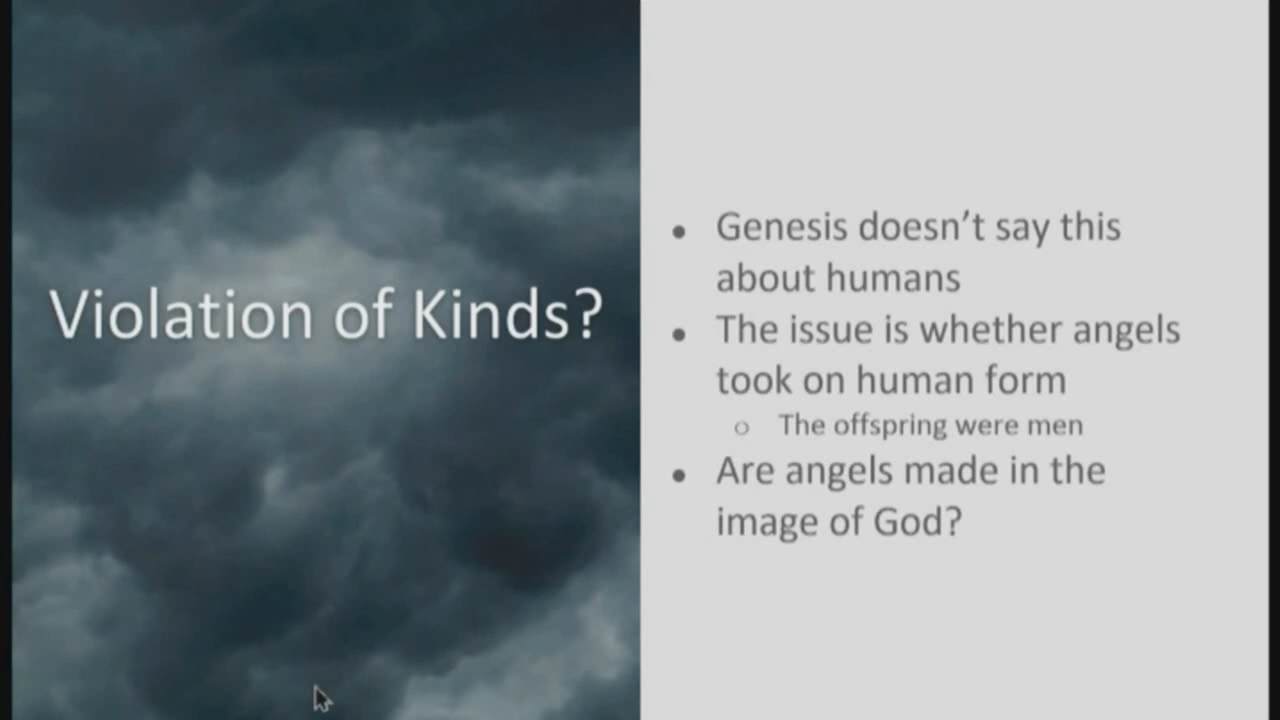 Violation of Kinds?
• Genesis doesn’t say this
about humans
• The issue is whether angels
took on human form
○ The offspring were men
• Are angels made in the
image of God?